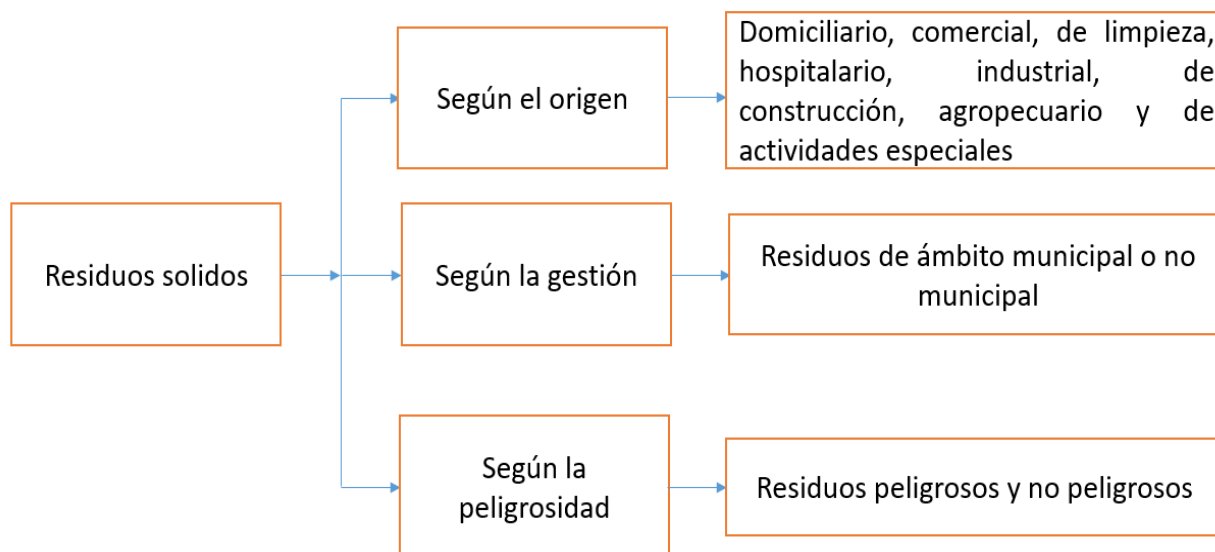 Domiciliario, comercial, de limpieza,
hospitalario, industrial, de
construcción, agropecuario y de
actividades especiales
Según el origen
Residuos solidos
Según la gestión
Residuos de ámbito municipal o no
municipal
Según la
peligrosidad
Residuos peligrosos y no peligrosos